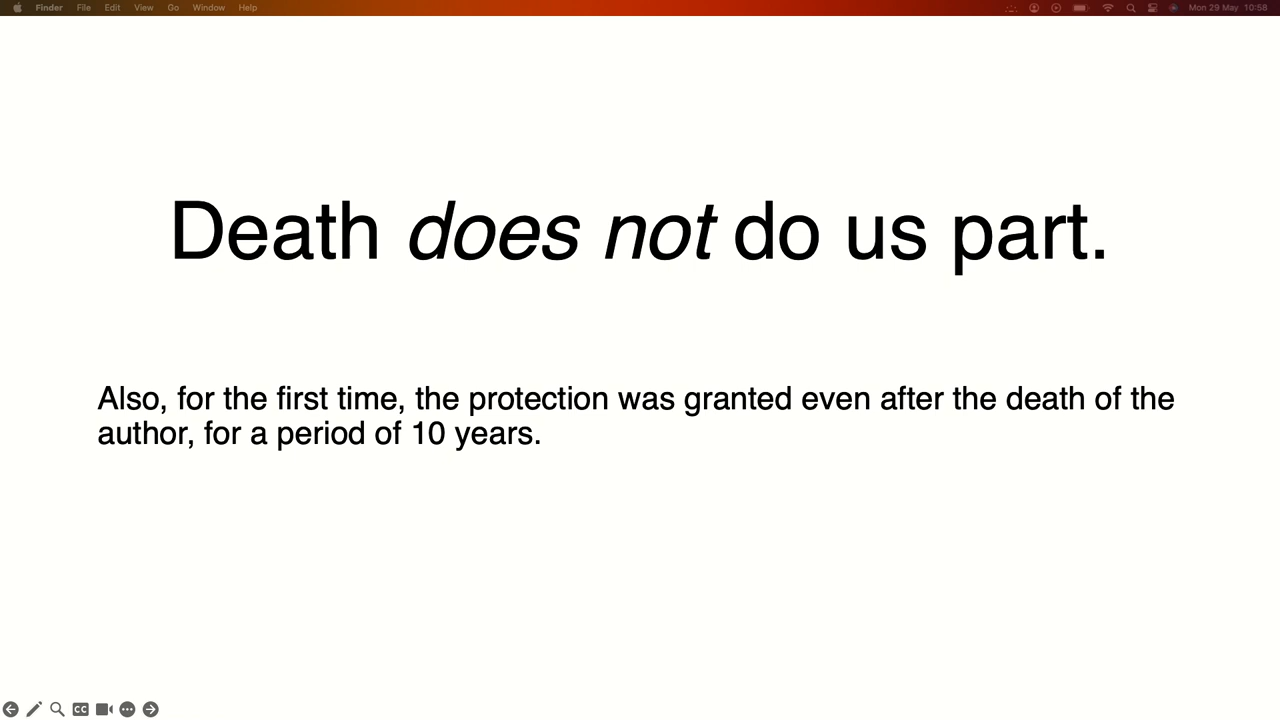 Finder File Edit View Go Window Help Mon 29 May 10:58
Death does not do us part.
Also, for the first time, the protection was granted even after the death of the
author, for a period of 10 years.
CC